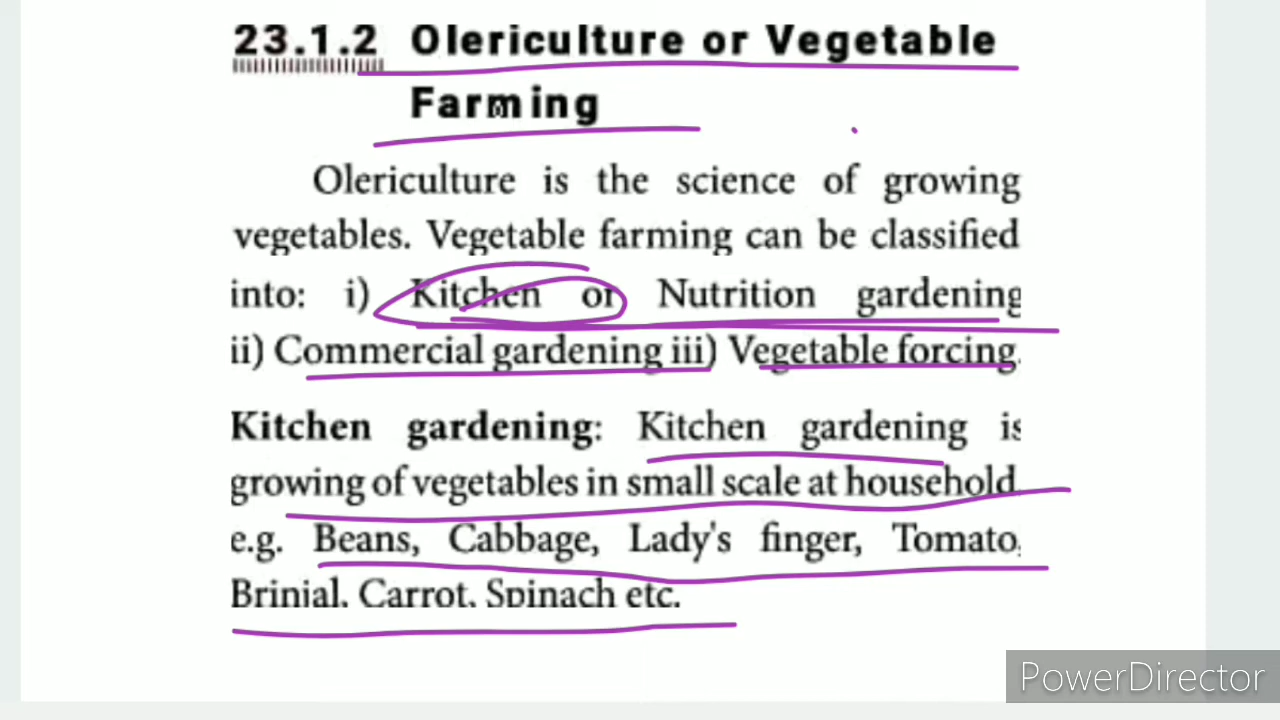 23.1.2 Olericulture or Vegetable
Farming
Olericulture is the science of growing
vegetables. Vegetable farming can be classified
into: i) Kitchen or Nutrition gardening
ii) Commercial gardening iii) Vegetable forcing.
Kitchen gardening: Kitchen gardening is
growing of vegetables in small scale at household.
e.g. Beans, Cabbage, Lady's finger, Tomato,
Brinial, Carrot, Spinach etc.
PowerDirector